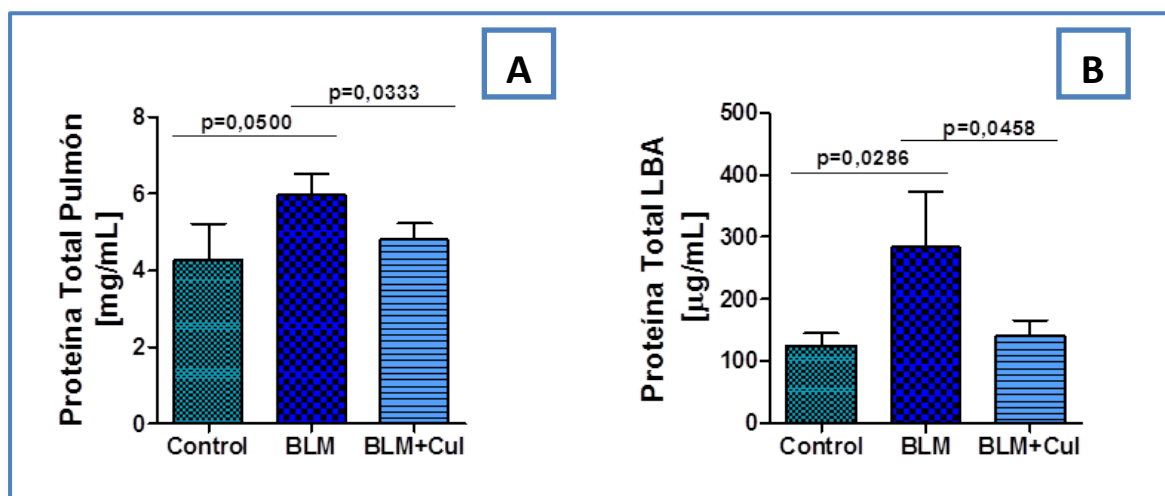 A
Proteína Total Pulmón
[mg/mL]
8
6
4
2
0
p=0,0500
p=0,0333
Control
BLM
BLM+Cul
B
Proteína Total LBA
[µg/mL]
500
400
300
200
100
0
p=0,0286
p=0,0458
Control
BLM
BLM+Cul